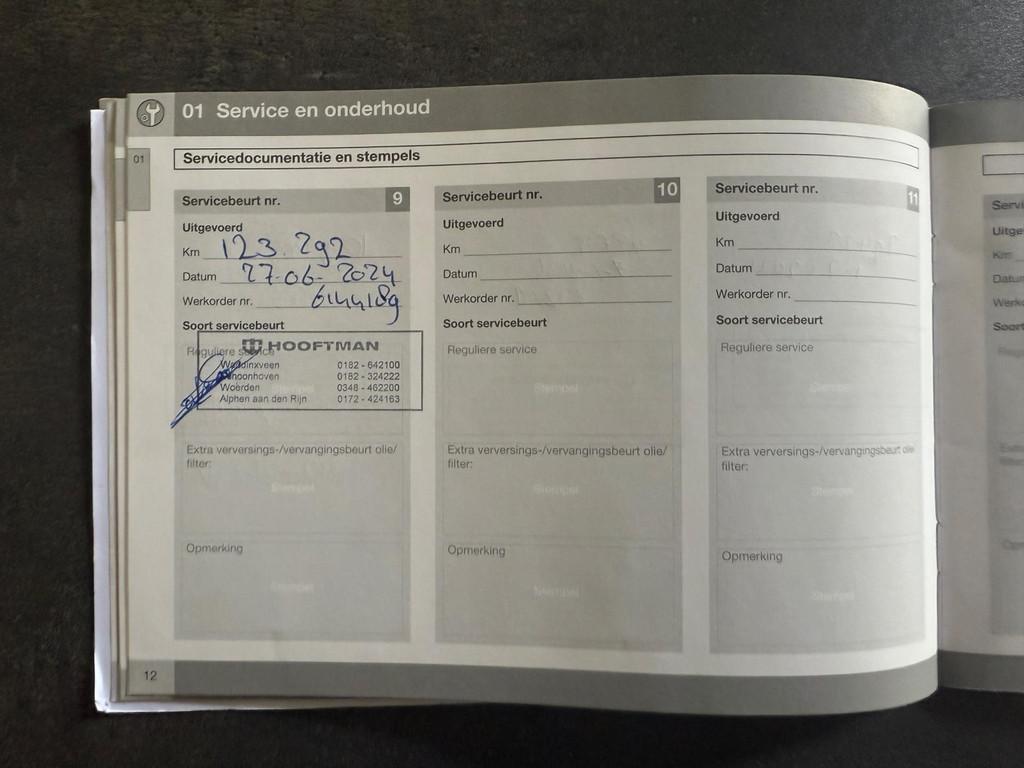 01 Service en onderhoud
01
Servicedocumentatie en stempels
Servicebeurt nr. 9
Uitgevoerd
Km 123.292
Datum 27-06-2024
Werkorder nr. 6144189
Soort servicebeurt
Reguliere service
HOOFTMAN
Waddinxveen 0182 - 642100
Schoonhoven 0182 - 324222
Woerden 0348 - 462200
Alphen aan den Rijn 0172 - 424163
Extra verversings-/vervangingsbeurt olie/
filter:
Stempel
Opmerking
Stempel
Servicebeurt nr. 10
Uitgevoerd
Km
Datum
Werkorder nr.
Soort servicebeurt
Reguliere service
Stempel
Extra verversings-/vervangingsbeurt olie/
filter:
Stempel
Opmerking
Stempel
Servicebeurt nr. 11
Uitgevoerd
Km
Datum
Werkorder nr.
Soort servicebeurt
Reguliere service
Stempel
Extra verversings-/vervangingsbeurt olie/
filter:
Stempel
Opmerking
Stempel
12